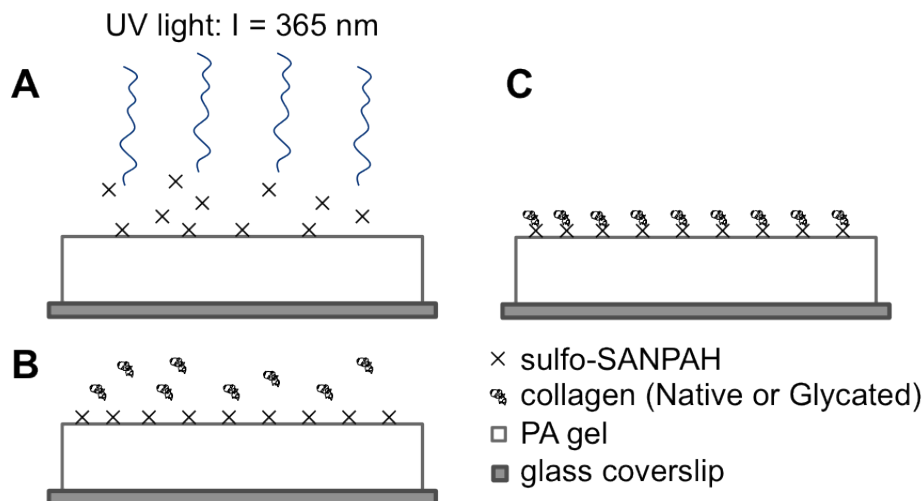 UV light: I = 365 nm
A
C
B
sulfo-SANPAH
collagen (Native or Glycated)
PA gel
glass coverslip